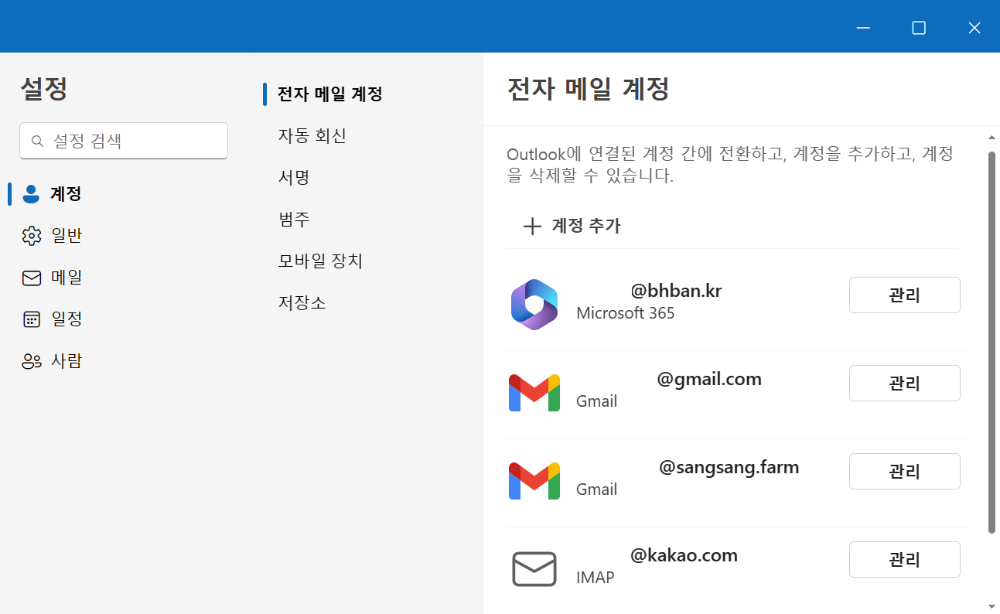 설정
설정 검색
계정
일반
메일
일정
사람
전자 메일 계정
자동 회신
서명
범주
모바일 장치
저장소
전자 메일 계정
Outlook에 연결된 계정 간에 전환하고, 계정을 추가하고, 계정
을 삭제할 수 있습니다.
계정 추가
@bhban.kr
Microsoft 365
관리
@gmail.com
Gmail
관리
@sangsang.farm
Gmail
관리
@kakao.com
IMAP
관리